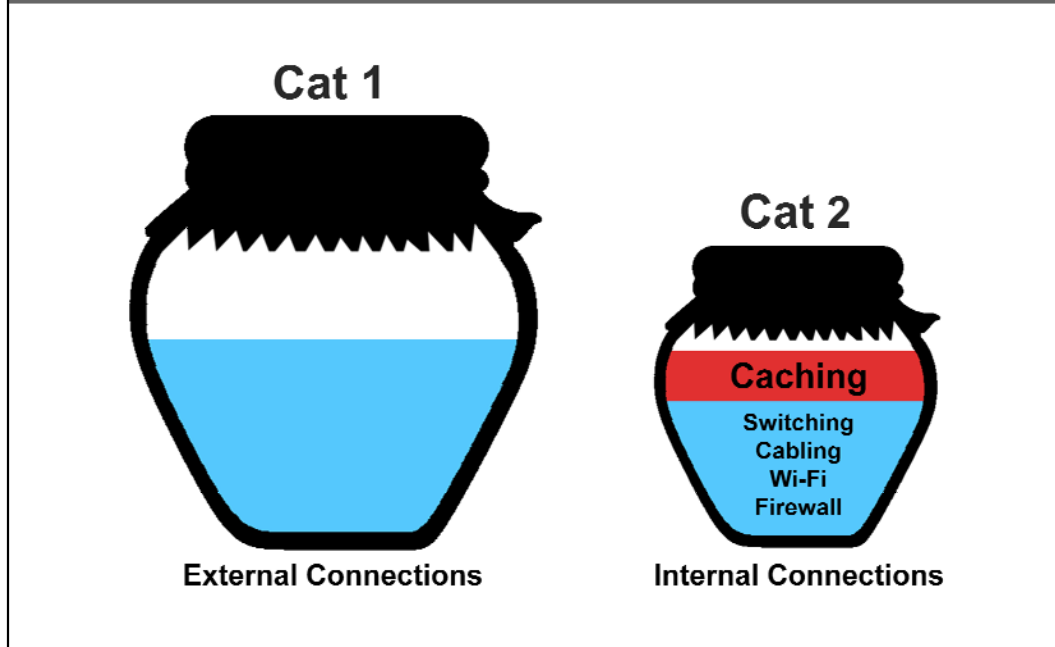 Cat 1
External Connections
Cat 2
Caching
Switching
Cabling
Wi-Fi
Firewall
Internal Connections